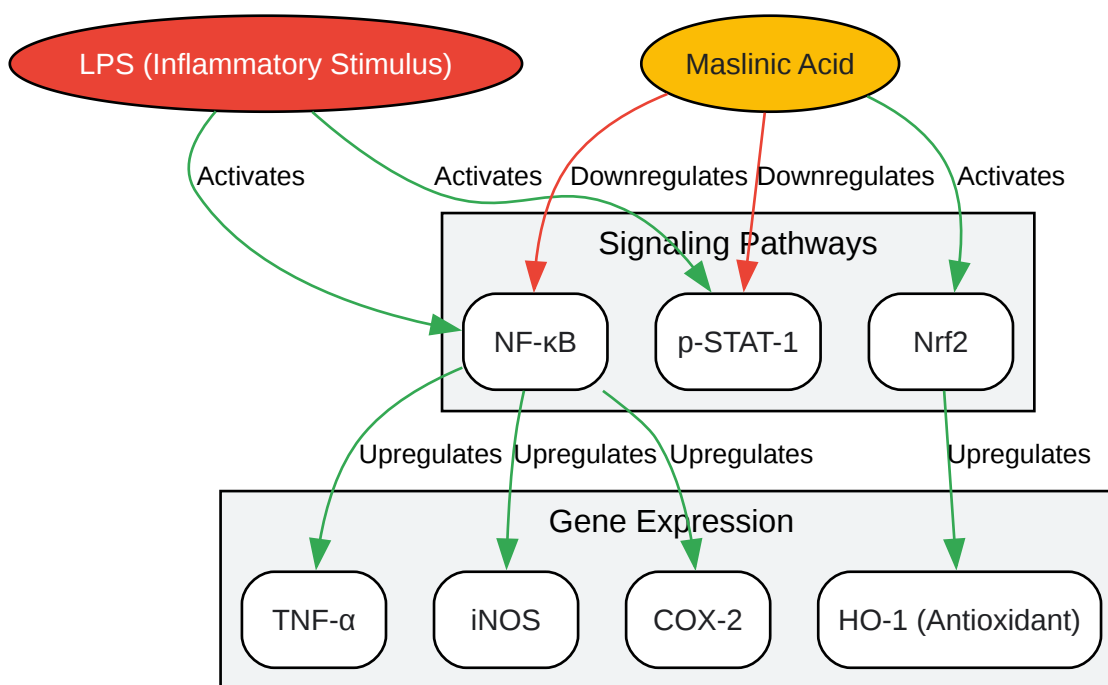 LPS (Inflammatory Stimulus)
Maslinic Acid
Activates
Activates
Downregulates
Downregulates
Activates
Signaling Pathways
NF-κB
p-STAT-1
Nrf2
Upregulates
Upregulates
Upregulates
Upregulates
Gene Expression
TNF-α
iNOS
COX-2
HO-1 (Antioxidant)